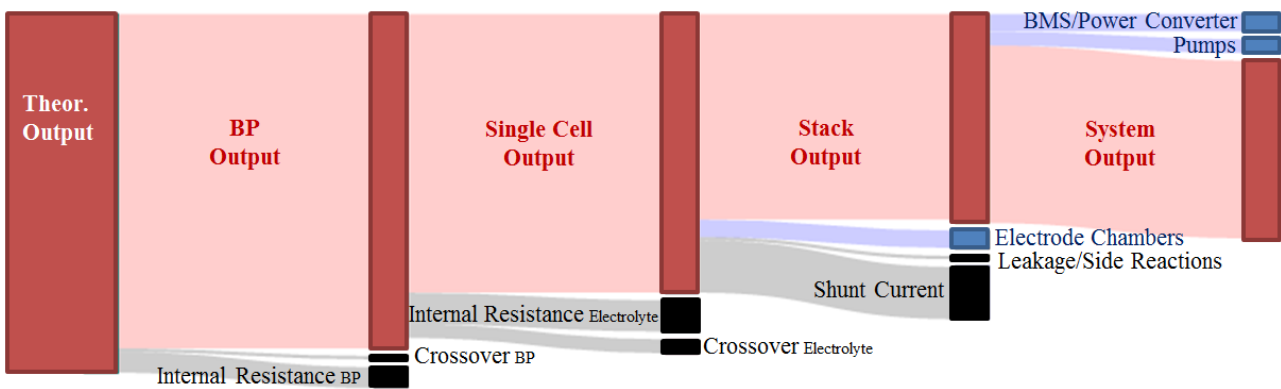 Theor.
Output
BP
Output
Single Cell
Output
Stack
Output
System
Output
BMS/Power Converter
Pumps
Electrode Chambers
Leakage/Side Reactions
Shunt Current
Internal Resistance Electrolyte
Crossover Electrolyte
Crossover BP
Internal Resistance BP